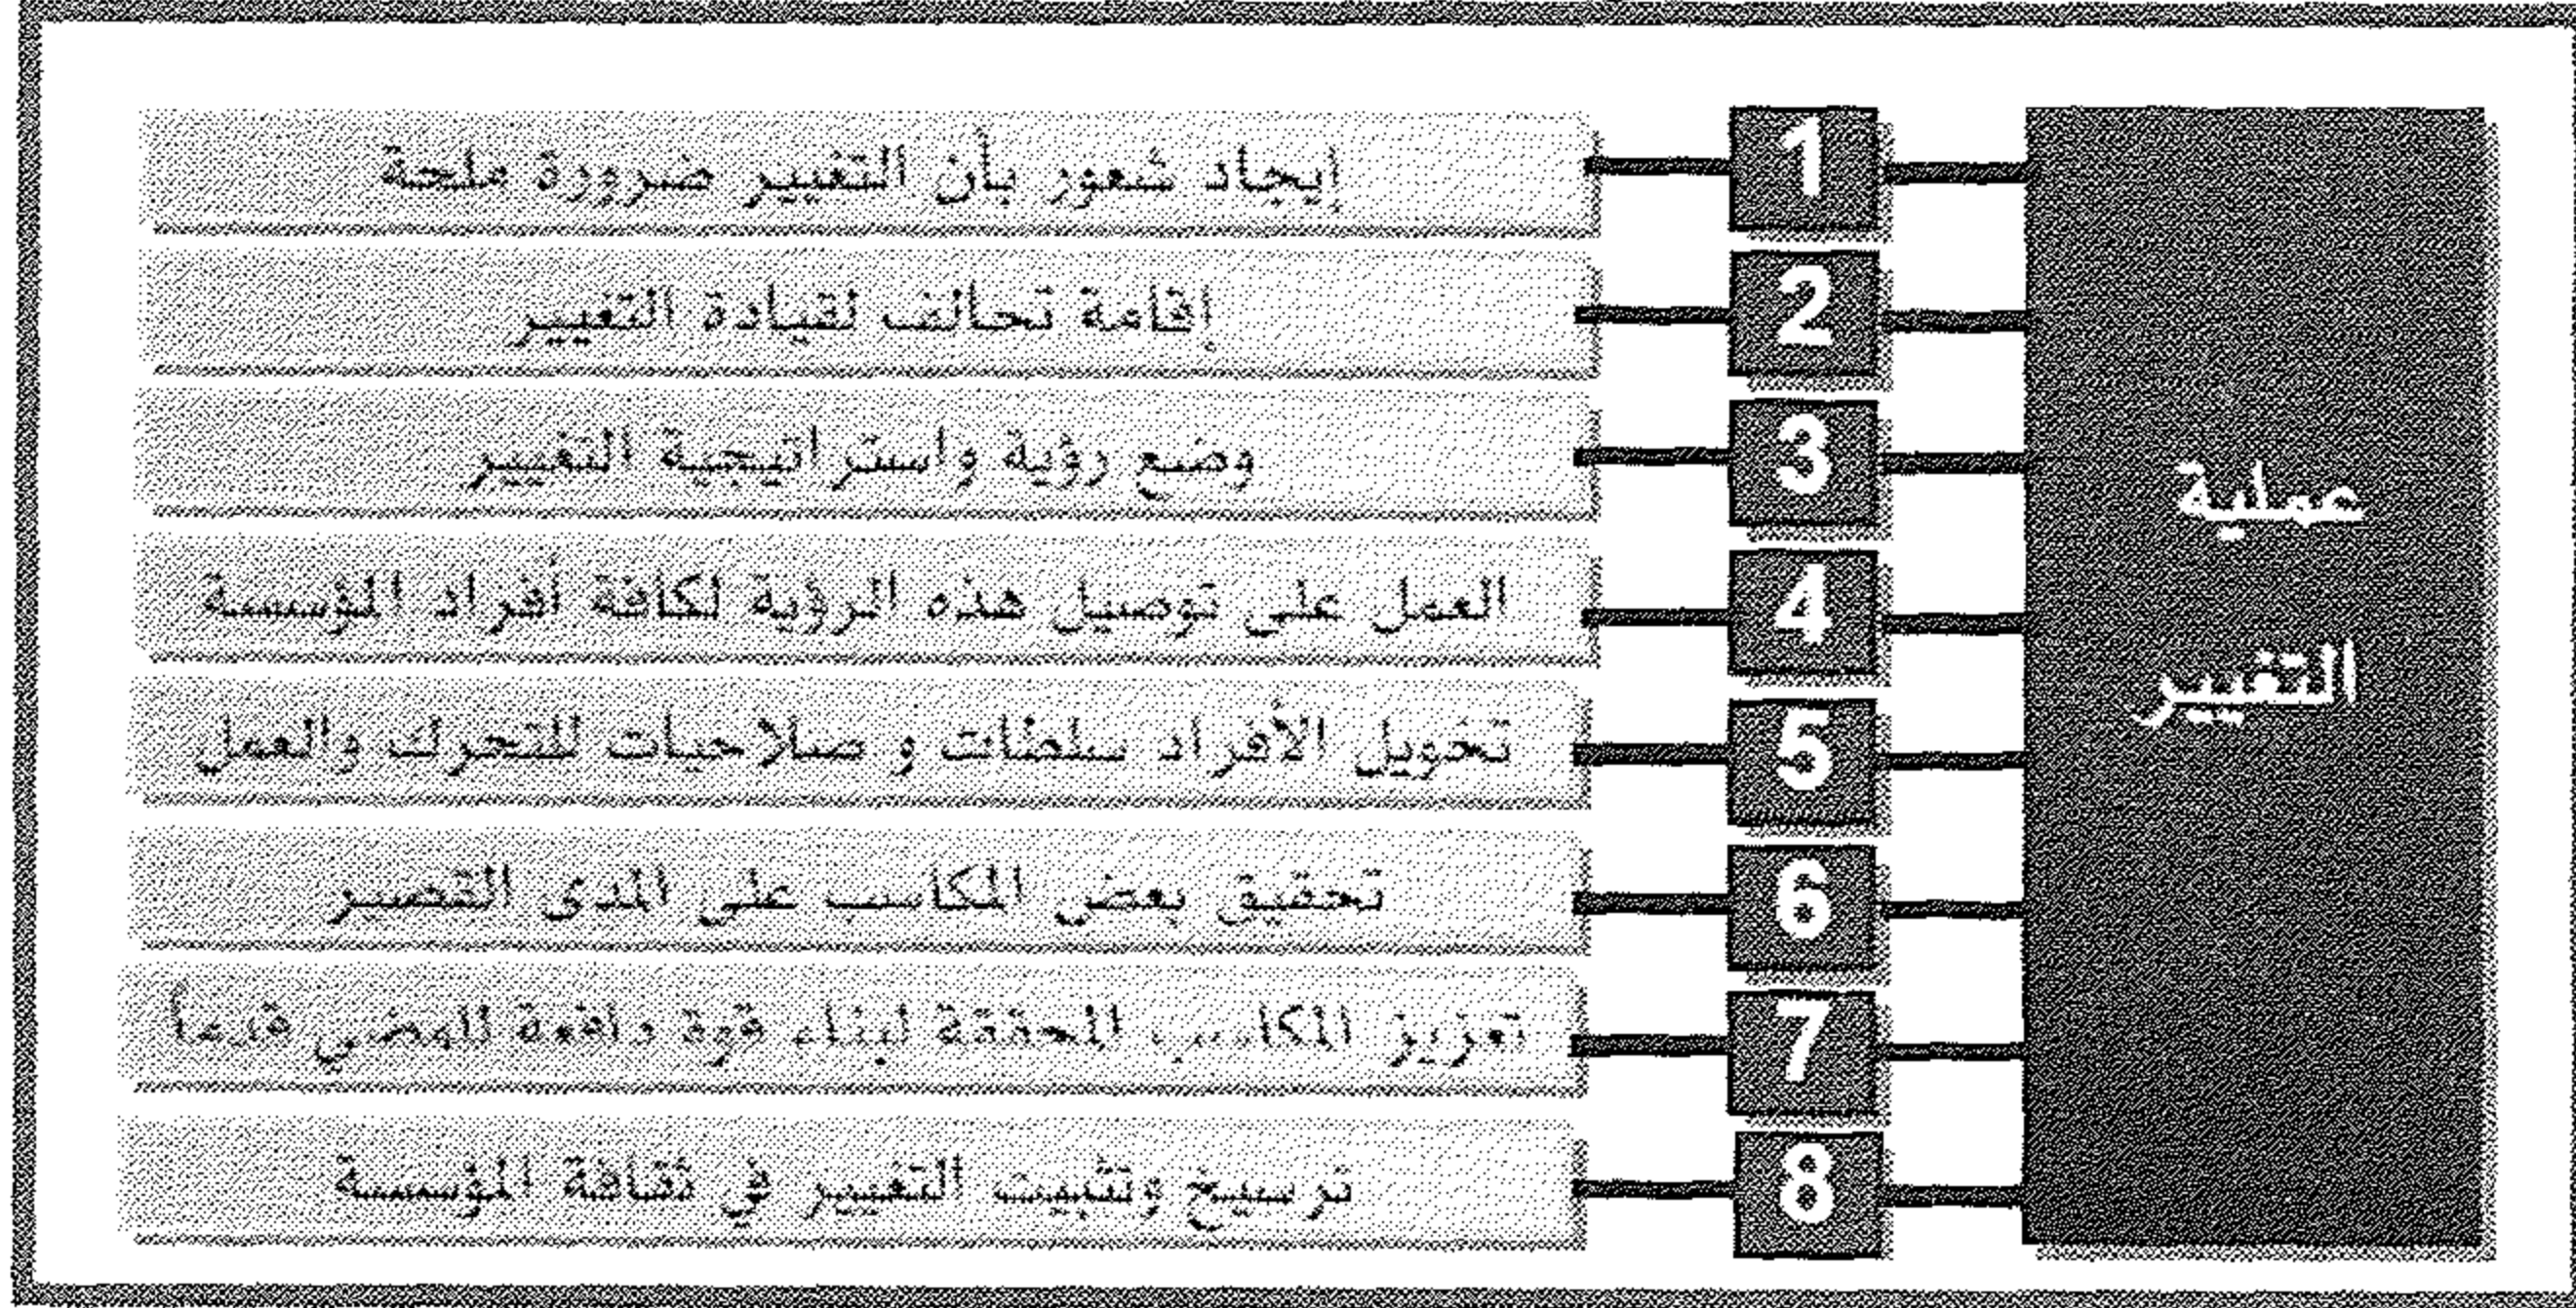 عملية
التغيير
1 إيجاد شعور بأن التغيير ضرورة ملحة
2 إقامة تحالف لقيادة التغيير
3 وضع رؤية واستراتيجية التغيير
4 العمل على توصيل هذه الرؤية لكافة أفراد المؤسسة
5 تخويل الأفراد سلطات و صلاحيات للتحرك والعمل
6 تحقيق بعض المكاسب على المدى القصير
7 تعزيز المكاسب المحققة لبناء قوة دافعة للمضي قدماً
8 ترسيخ وتثبيت التغيير في ثقافة المؤسسة